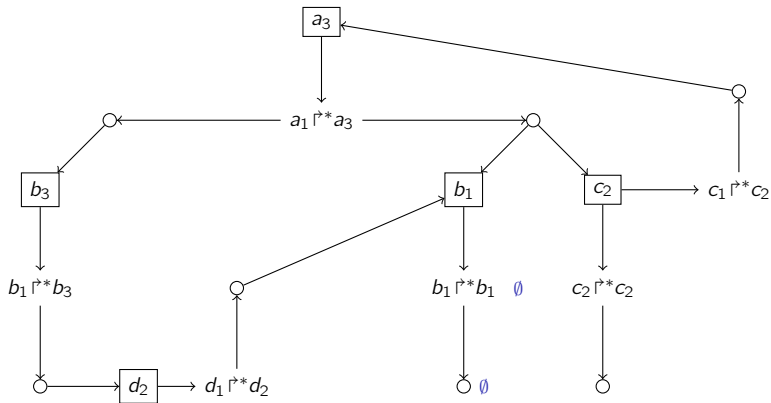 a₃
a₁ ↱* a₃
b₃ b₁ c₂ c₁ ↱* c₂
b₁ ↱* b₃ b₁ ↱* b₁ ∅ c₂ ↱* c₂
d₂ d₁ ↱* d₂ ∅